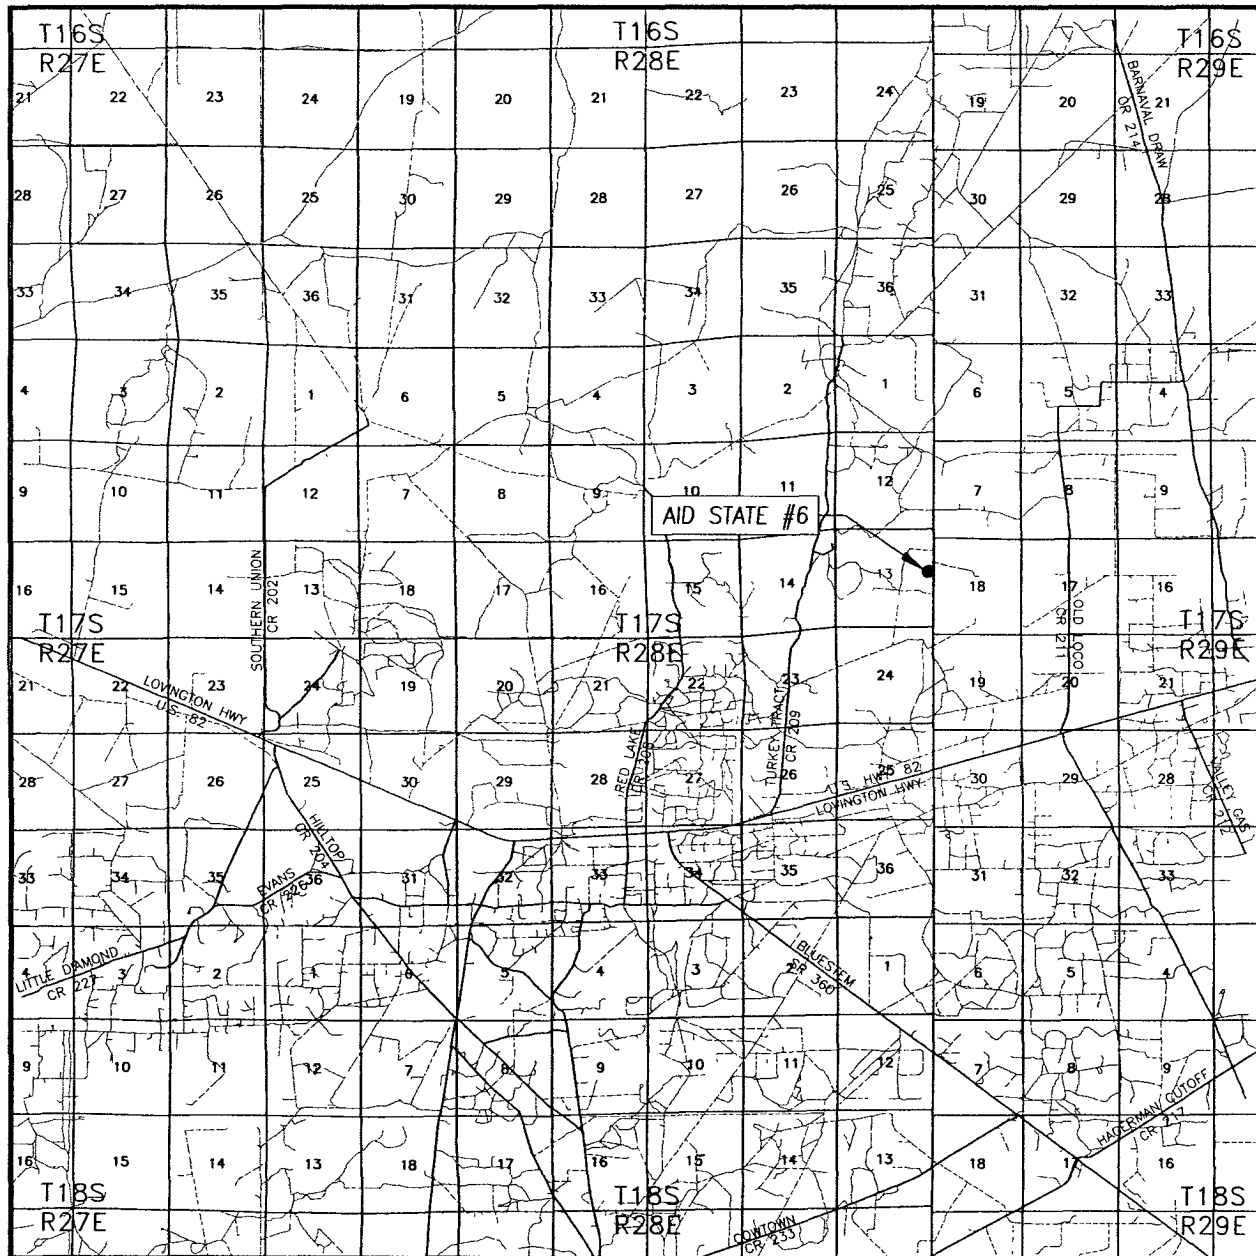 T16S
R27E
T16S
R28E
T16S
R29E
21 22 23 24 19 20 21 22 23 24 19 20 21
BARNAVAL DRAW
CR 214
28 27 26 25 30 29 28 27 26 25 30 29 28
33 34 35 36 31 32 33 34 35 36 31 32 33
4 3 2 1 6 5 4 3 2 1 6 5 4
9 10 11 12 7 8 9 10 11 12 7 8 9
AID STATE #6
16 15 14 13 18 17 16 15 14 13 18 17 16
SOUTHERN UNION
CR 202
OLD LOCO
CR 211
T17S
R27E
T17S
R28E
T17S
R29E
21 22 23 24 19 20 21 22 23 24 19 20 21
LOVINGTON HWY
U.S. 82
RED LAKE
TURKEY TRACT
CR 209
28 27 26 25 30 29 28 27 26 25 30 29 28
U.S. HWY 82
LOVINGTON HWY.
VALLEY GAS
CR 212
HILLTOP
CR 204
33 34 35 36 31 32 33 34 35 36 31 32 33
EVANS
CR 226
LITTLE DIAMOND
CR 227
4 3 2 1 6 5 4 3 2 1 6 5 4
BLUESTEM
SR 360
9 10 11 12 7 8 9 10 11 12 7 8 9
HAGERMAN CUTOFF
CR 217
16 15 14 13 18 17 16 15 14 13 18 17 16
T18S
R27E
T18S
R28E
T18S
R29E
COWTOWN
CR 233